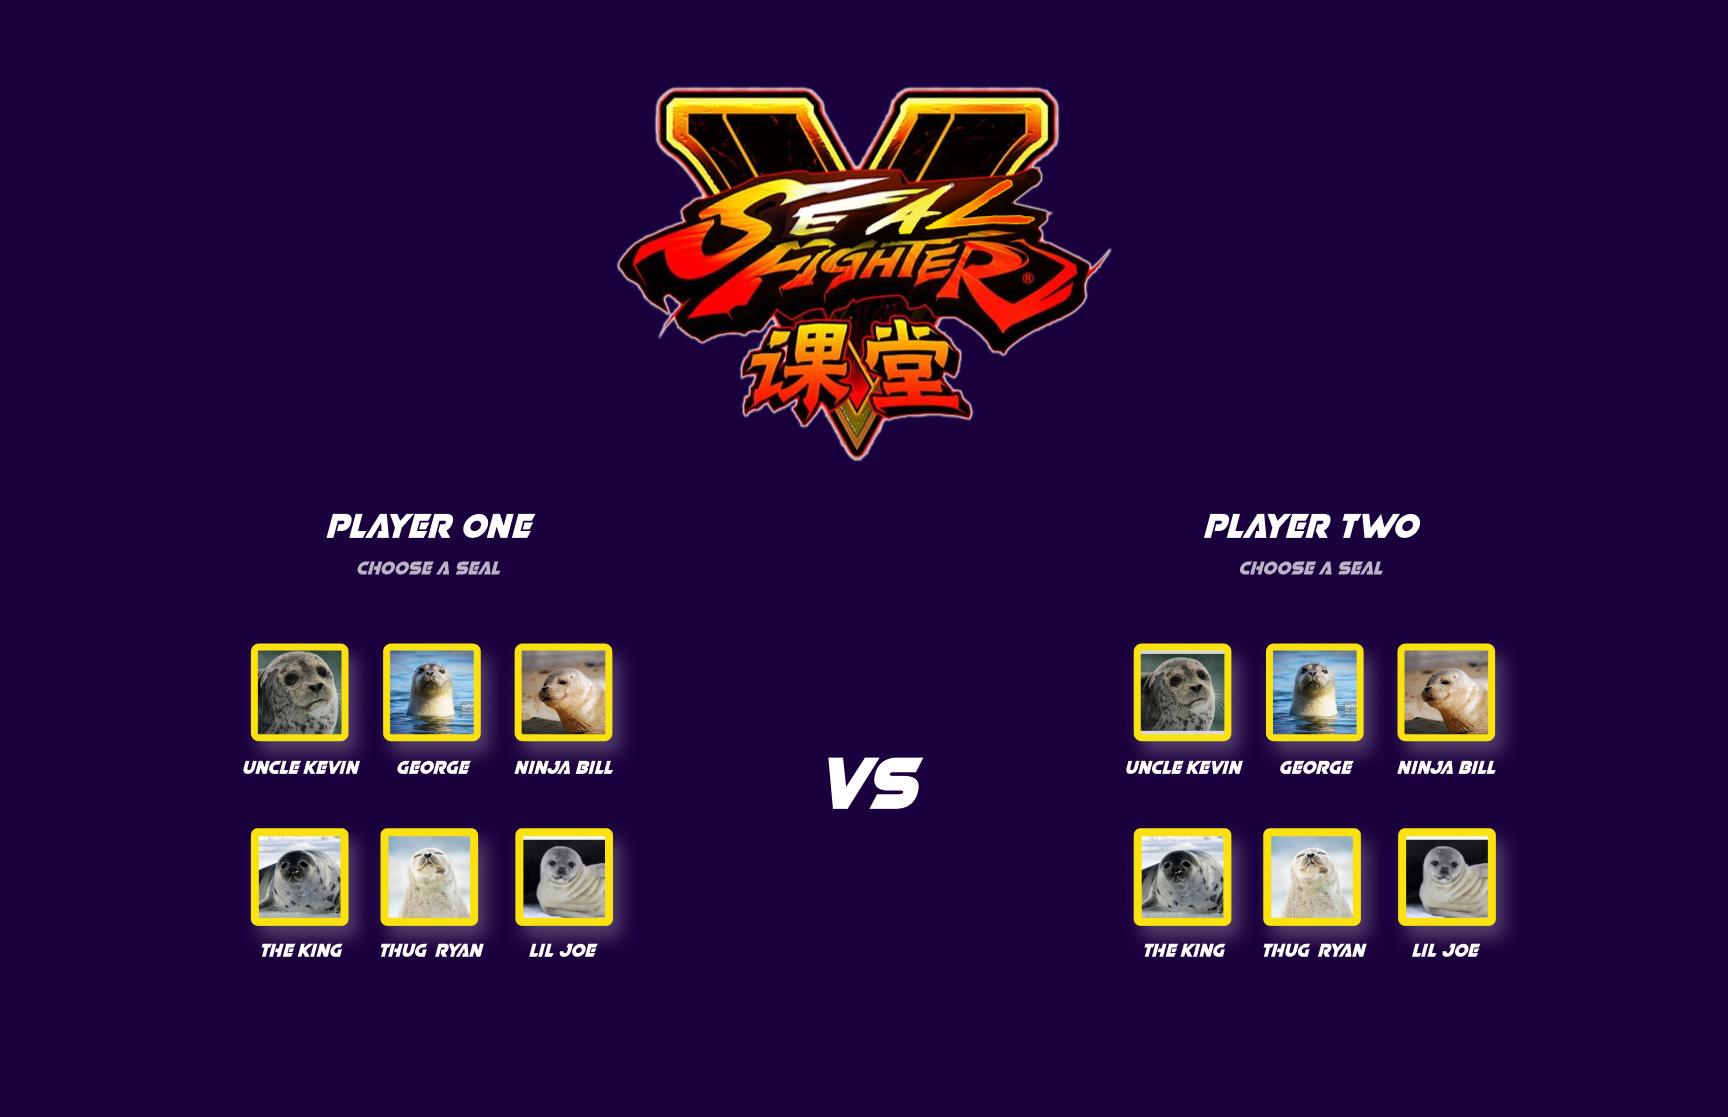 V
SEAL
FIGHTER®
课堂
PLAYER ONE
CHOOSE A SEAL
UNCLE KEVIN
GEORGE
NINJA BILL
THE KING
THUG RYAN
LIL JOE
VS
PLAYER TWO
CHOOSE A SEAL
UNCLE KEVIN
GEORGE
NINJA BILL
THE KING
THUG RYAN
LIL JOE